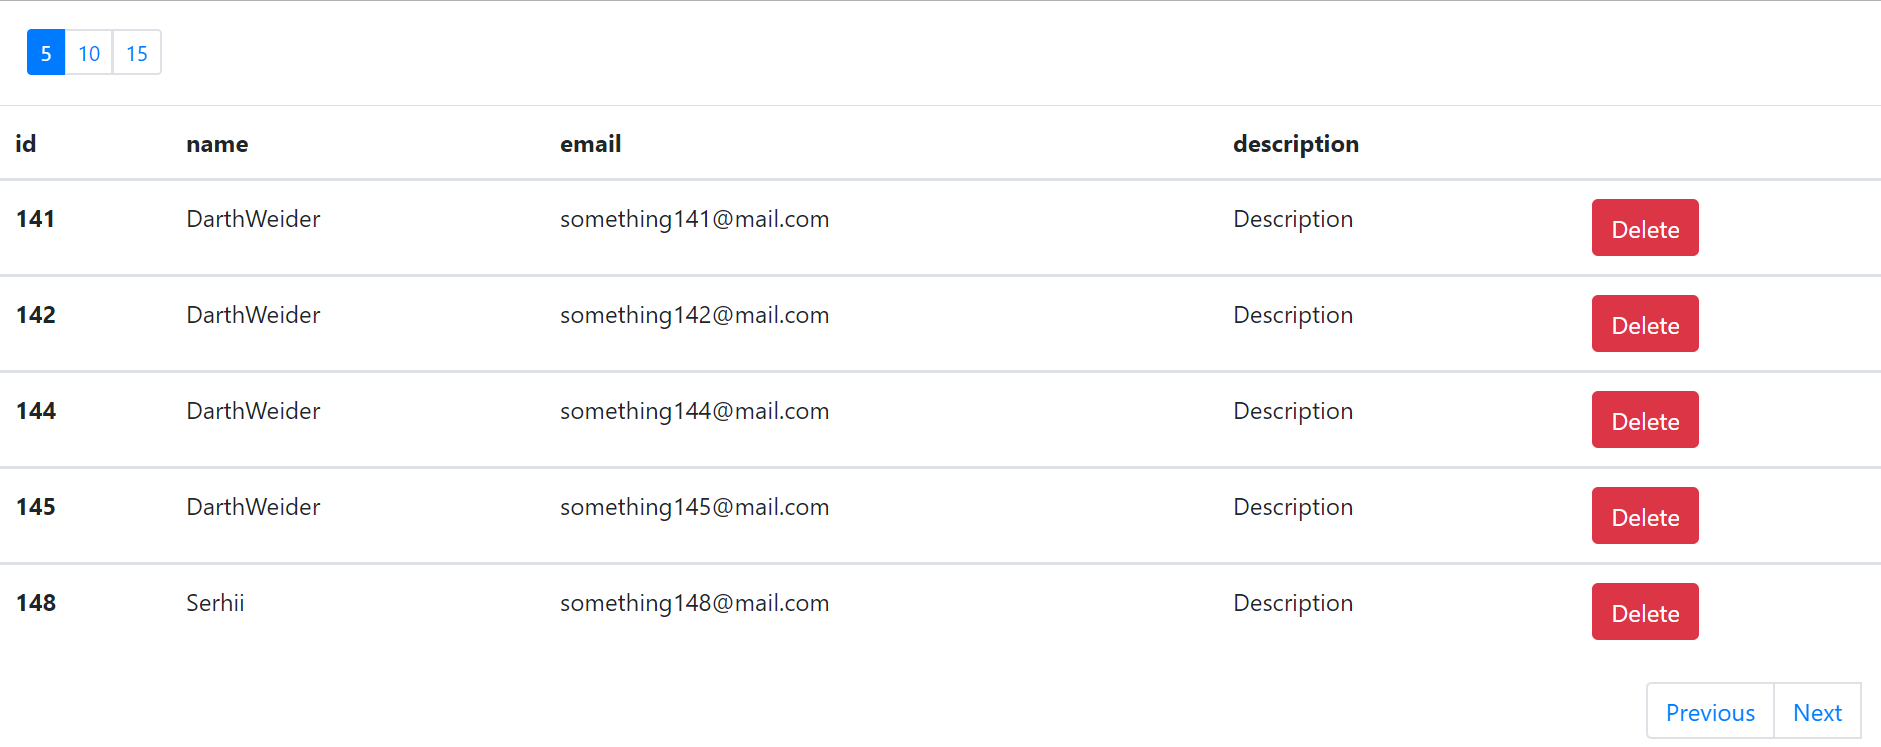 5 10 15
id name email description
141 DarthWeider something141@mail.com Description Delete
142 DarthWeider something142@mail.com Description Delete
144 DarthWeider something144@mail.com Description Delete
145 DarthWeider something145@mail.com Description Delete
148 Serhii something148@mail.com Description Delete
Previous Next